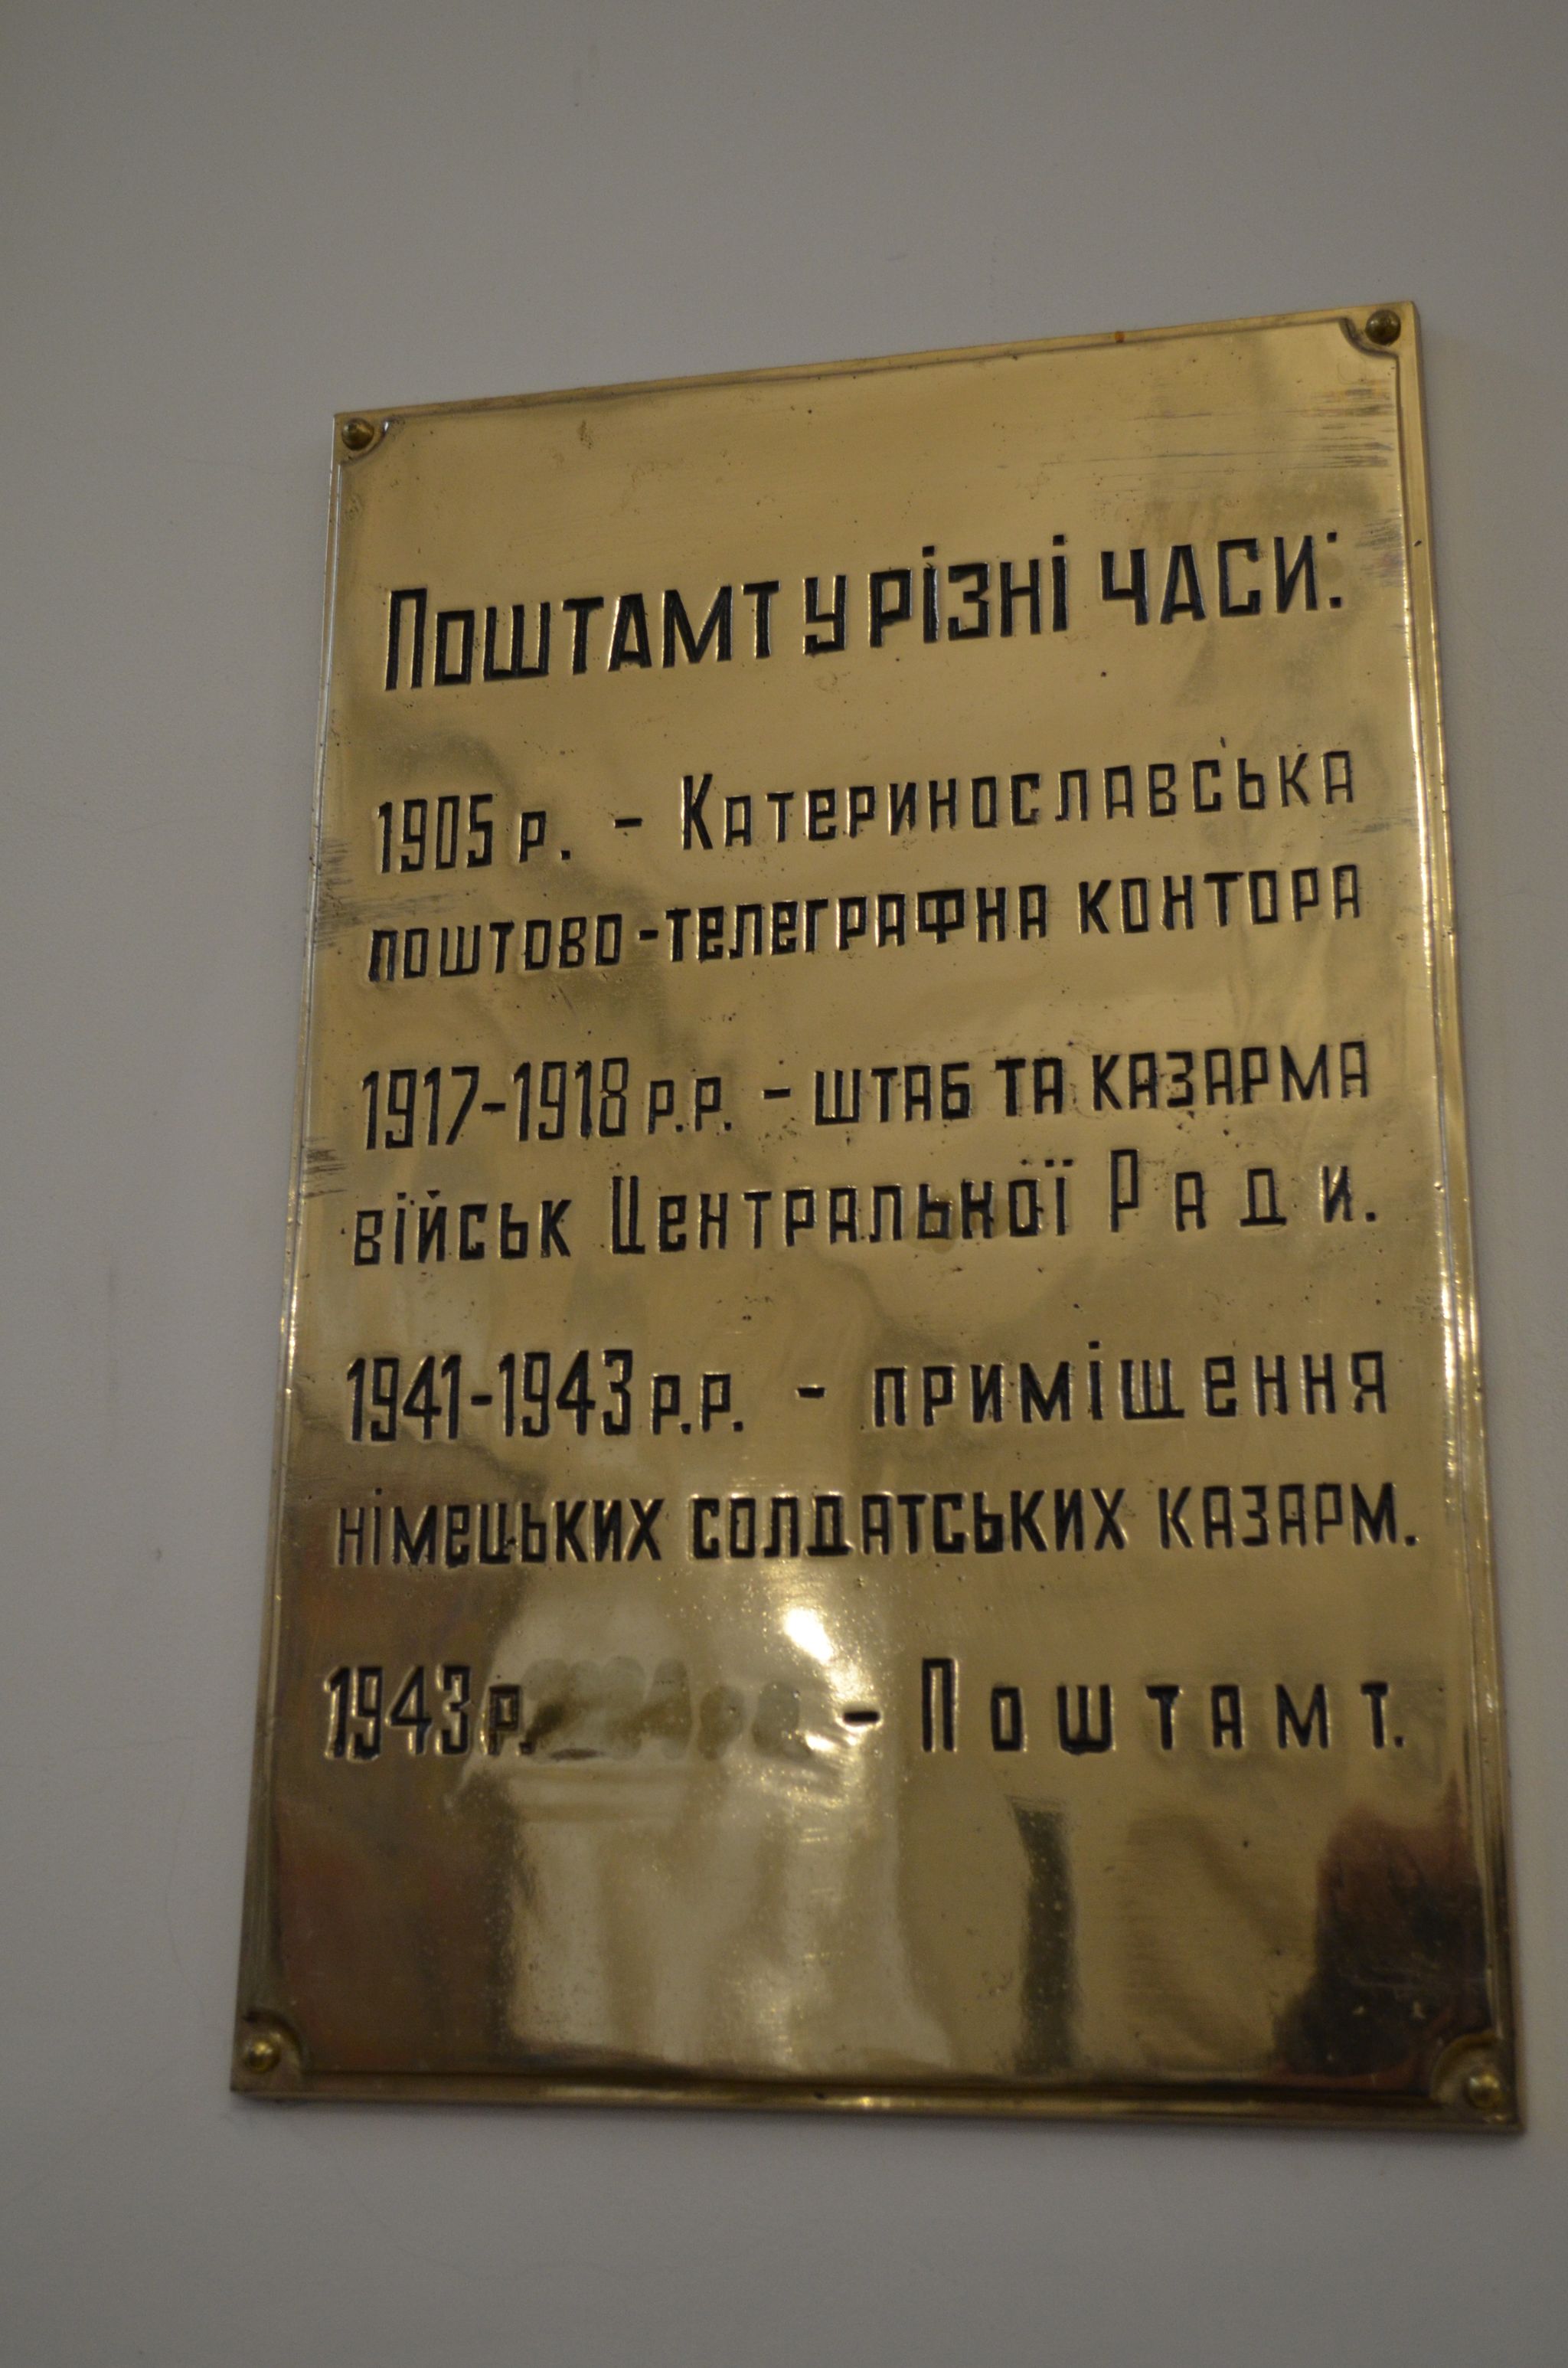 Поштамт у різні часи:
1905 р. - Катеринославська
поштово-телеграфна контора
1917-1918 р.р. - штаб та казарма
військ Центральної Ради.
1941-1943 р.р. - приміщення
німецьких солдатських казарм.
1943 р. - Поштамт.